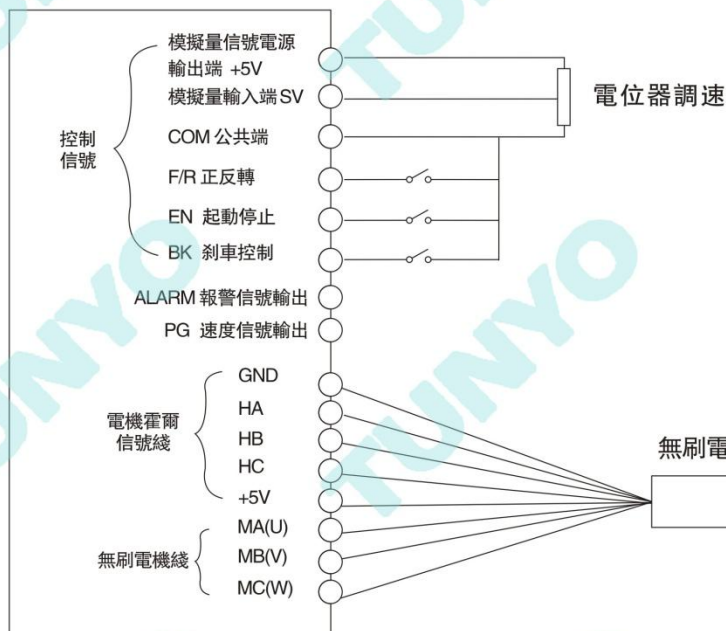 模擬量信號電源
輸出端 +5V
模擬量輸入端 SV
COM 公共端
F/R 正反轉
EN 起動停止
BK 刹車控制
控制
信號
ALARM 報警信號輸出
PG 速度信號輸出
GND
HA
HB
HC
+5V
電機霍爾
信號綫
MA(U)
MB(V)
MC(W)
無刷電機綫
電位器調速
無刷電
TUNYO
TUNYO
TUNYO